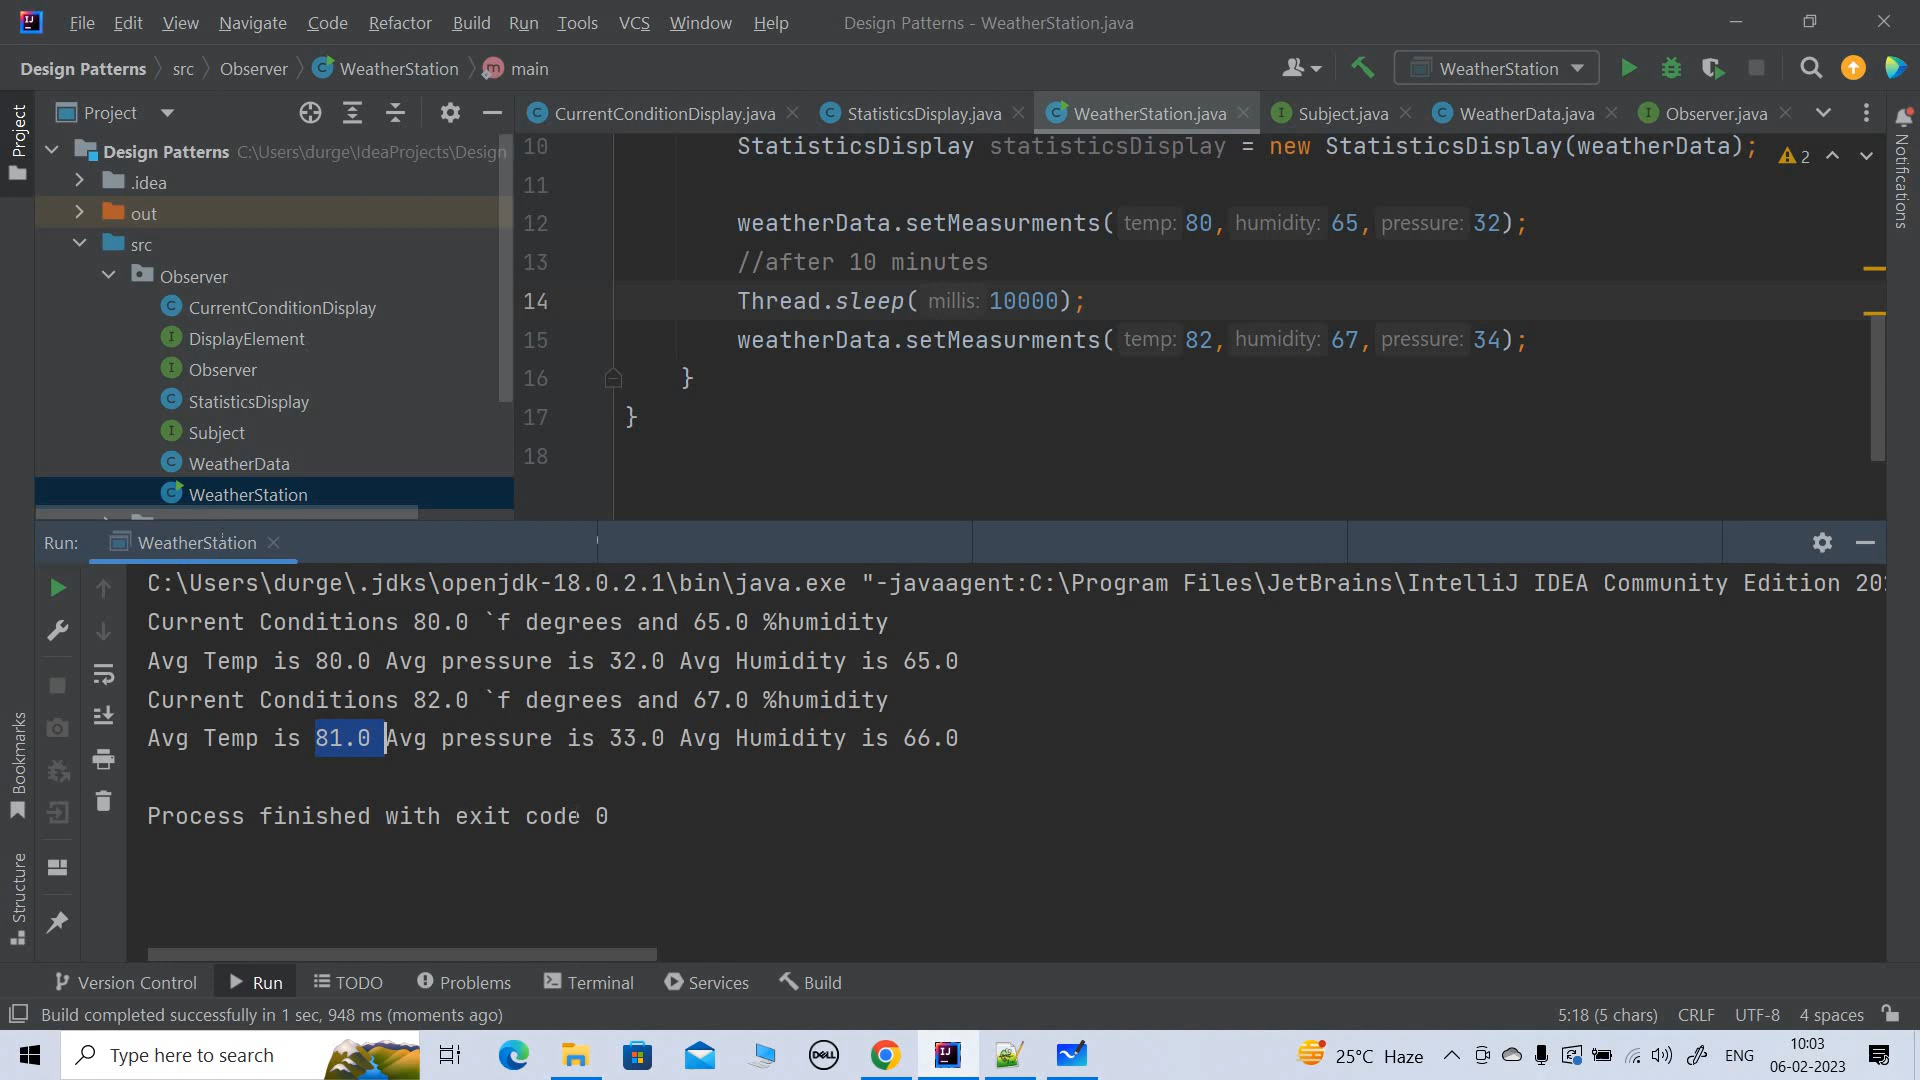 File Edit View Navigate Code Refactor Build Run Tools VCS Window Help Design Patterns - WeatherStation.java
Design Patterns src Observer WeatherStation main WeatherStation
Project
CurrentConditionDisplay.java StatisticsDisplay.java WeatherStation.java Subject.java WeatherData.java Observer.java
Project
Notifications
Design Patterns C:\Users\durge\IdeaProjects\Design
.idea
out
src
Observer
CurrentConditionDisplay
DisplayElement
Observer
StatisticsDisplay
Subject
WeatherData
WeatherStation
10 StatisticsDisplay statisticsDisplay = new StatisticsDisplay(weatherData); 2
11
12 weatherData.setMeasurments( temp: 80, humidity: 65, pressure: 32);
13 //after 10 minutes
14 Thread.sleep( millis: 10000);
15 weatherData.setMeasurments( temp: 82, humidity: 67, pressure: 34);
16 }
17 }
18
Run: WeatherStation
C:\Users\durge\.jdks\openjdk-18.0.2.1\bin\java.exe "-javaagent:C:\Program Files\JetBrains\IntelliJ IDEA Community Edition
Current Conditions 80.0 `f degrees and 65.0 %humidity
Avg Temp is 80.0 Avg pressure is 32.0 Avg Humidity is 65.0
Current Conditions 82.0 `f degrees and 67.0 %humidity
Avg Temp is 81.0 Avg pressure is 33.0 Avg Humidity is 66.0
Process finished with exit code 0
Bookmarks
Structure
Version Control Run TODO Problems Terminal Services Build
Build completed successfully in 1 sec, 948 ms (moments ago) 5:18 (5 chars) CRLF UTF-8 4 spaces
Type here to search DELL 25°C Haze ENG 10:03
06-02-2023